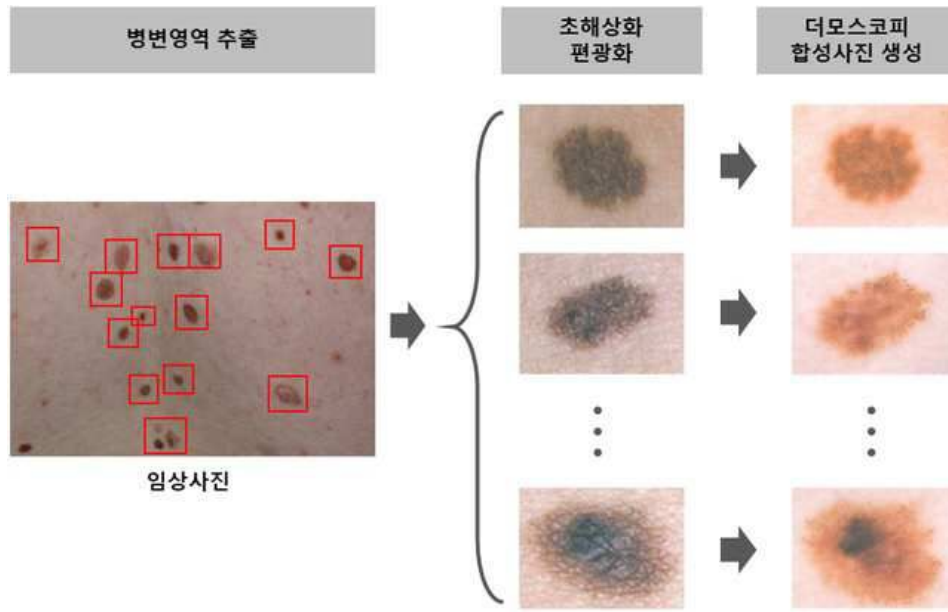 병변영역 추출
초해상화
편광화
더모스코피
합성사진 생성
임상사진